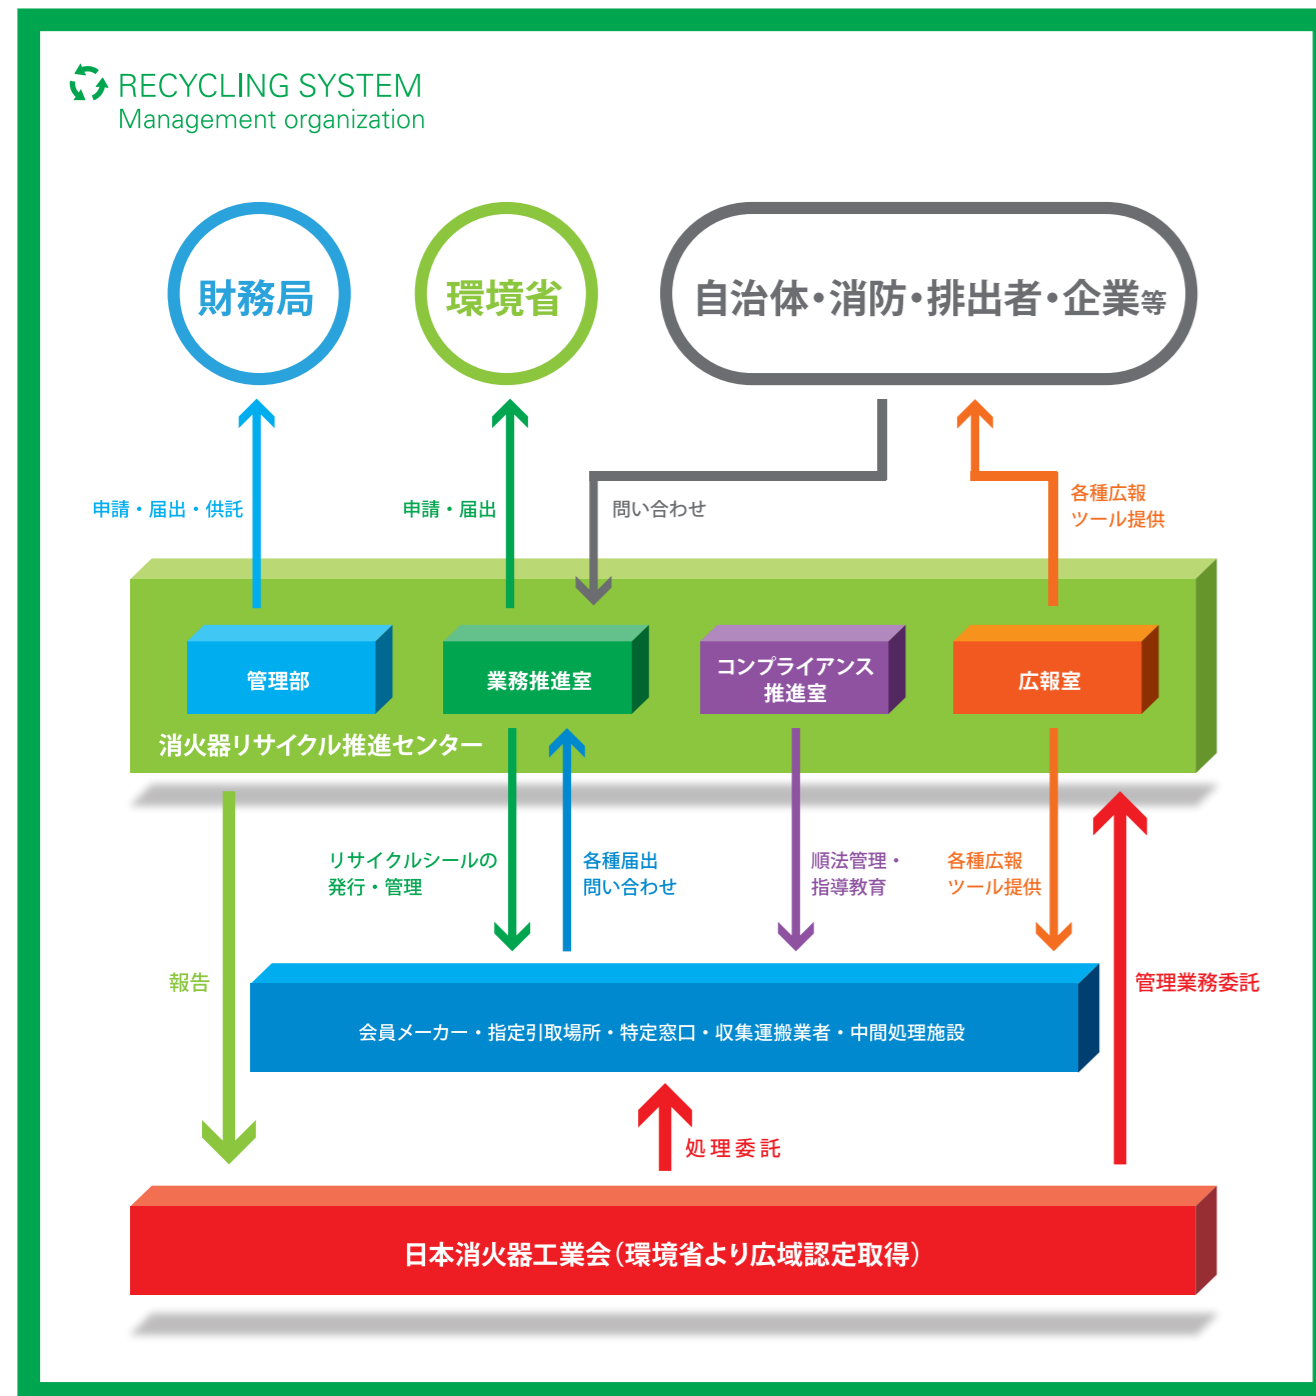 RECYCLING SYSTEM
Management organization
財務局
環境省
自治体・消防・排出者・企業等
申請・届出・供託
申請・届出
問い合わせ
各種広報
ツール提供
管理部
業務推進室
コンプライアンス
推進室
広報室
消火器リサイクル推進センター
リサイクルシールの
発行・管理
各種届出
問い合わせ
順法管理・
指導教育
各種広報
ツール提供
報告
管理業務委託
会員メーカー・指定引取場所・特定窓口・収集運搬業者・中間処理施設
処理委託
日本消火器工業会（環境省より広域認定取得）